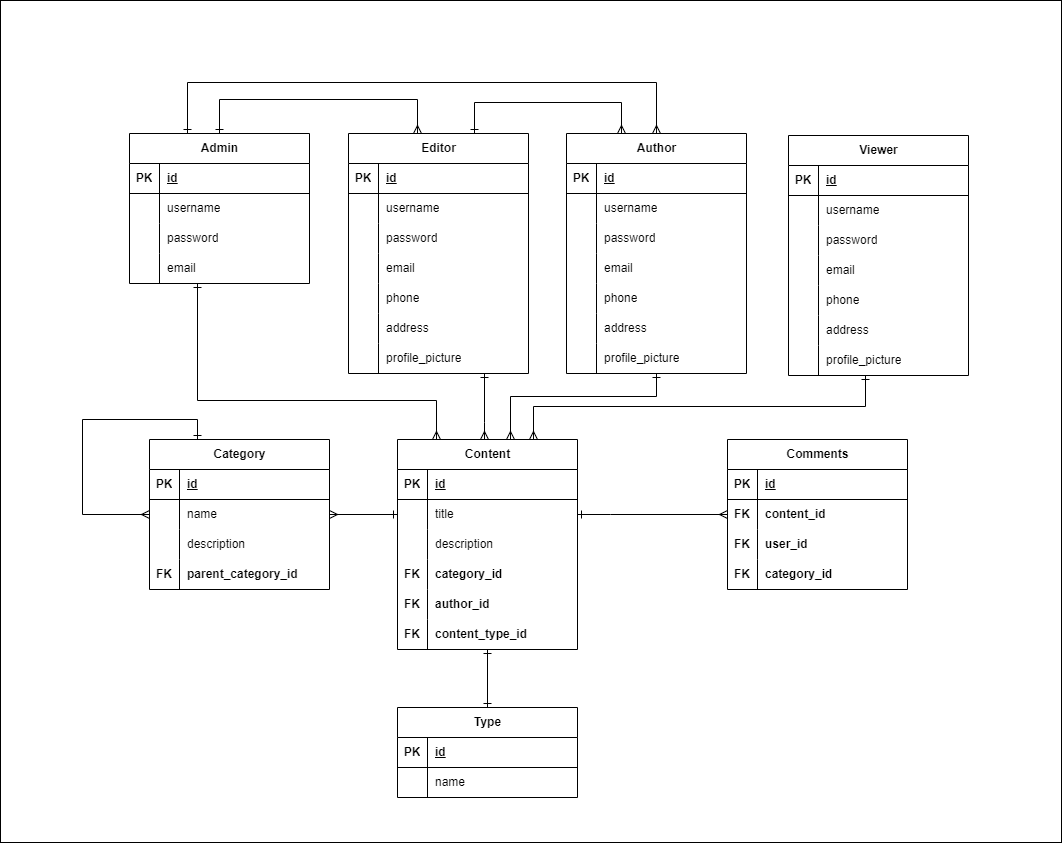 Admin
PK id
username
password
email
Editor
PK id
username
password
email
phone
address
profile_picture
Author
PK id
username
password
email
phone
address
profile_picture
Viewer
PK id
username
password
email
phone
address
profile_picture
Category
PK id
name
description
FK parent_category_id
Content
PK id
title
description
FK category_id
FK author_id
FK content_type_id
Comments
PK id
FK content_id
FK user_id
FK category_id
Type
PK id
name